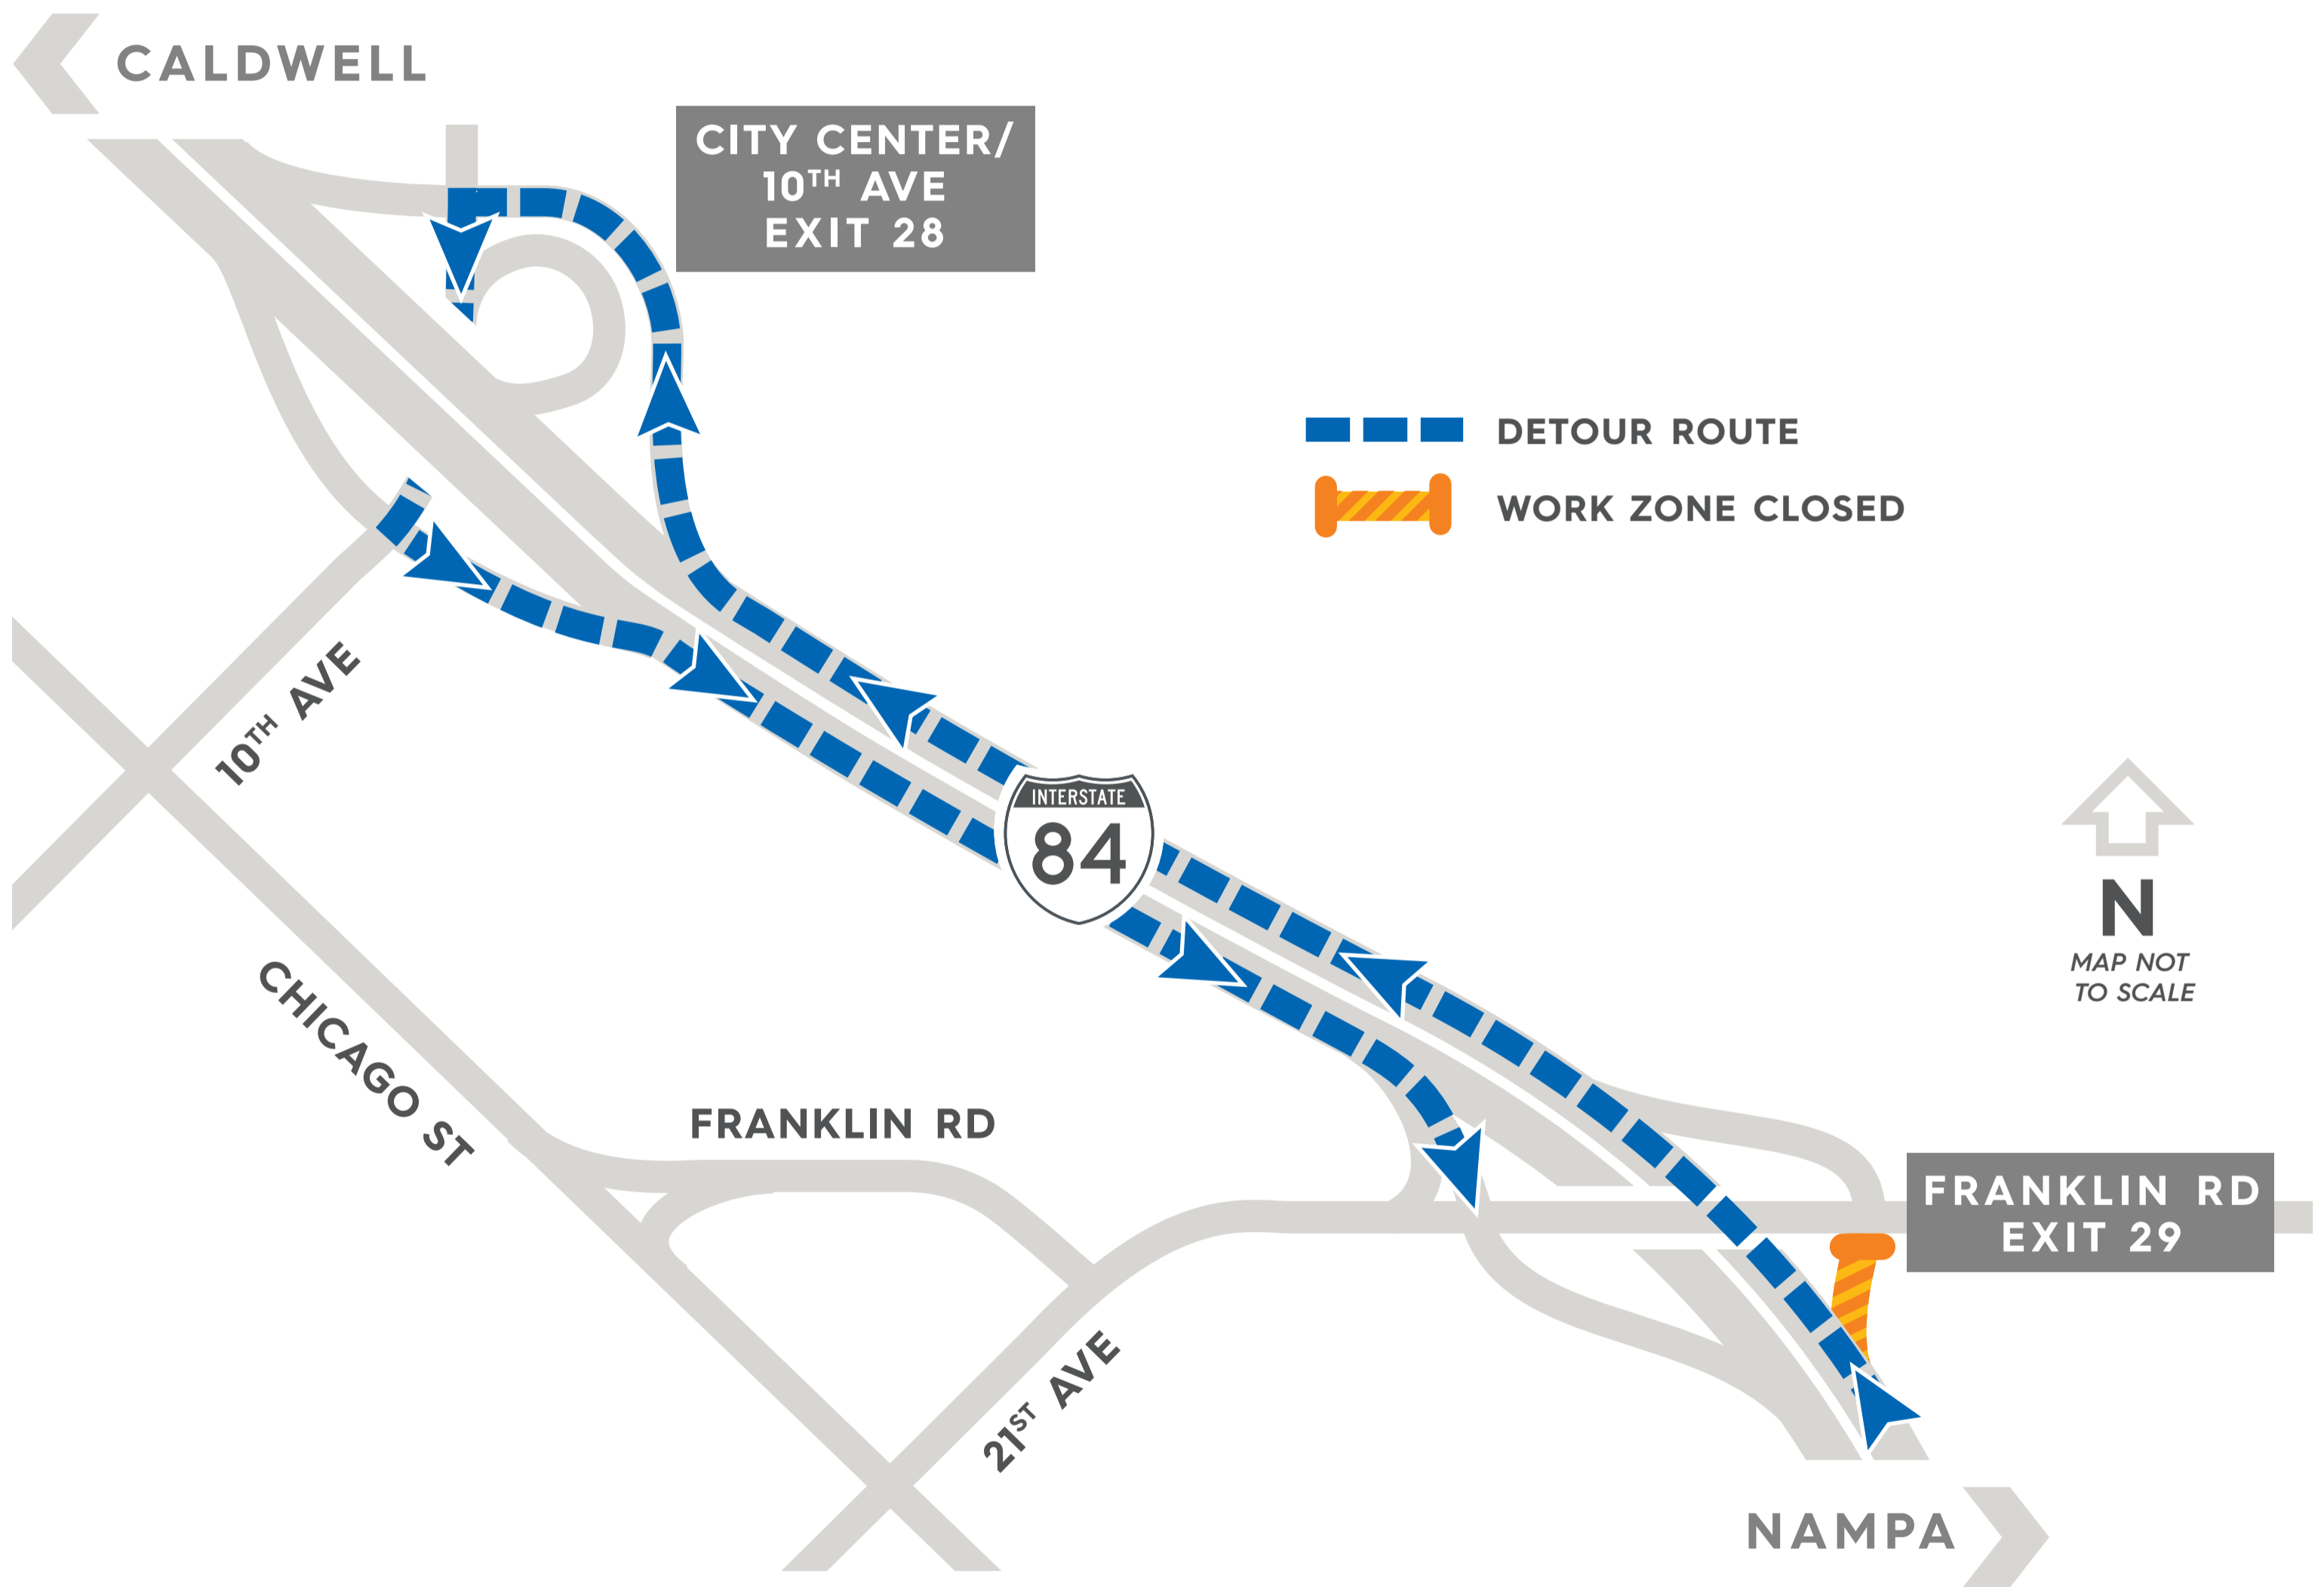 CALDWELL
CITY CENTER/
10TH AVE
EXIT 28
DETOUR ROUTE
WORK ZONE CLOSED
10TH AVE
INTERSTATE
84
N
MAP NOT
TO SCALE
CHICAGO ST
FRANKLIN RD
FRANKLIN RD
EXIT 29
21ST AVE
NAMPA